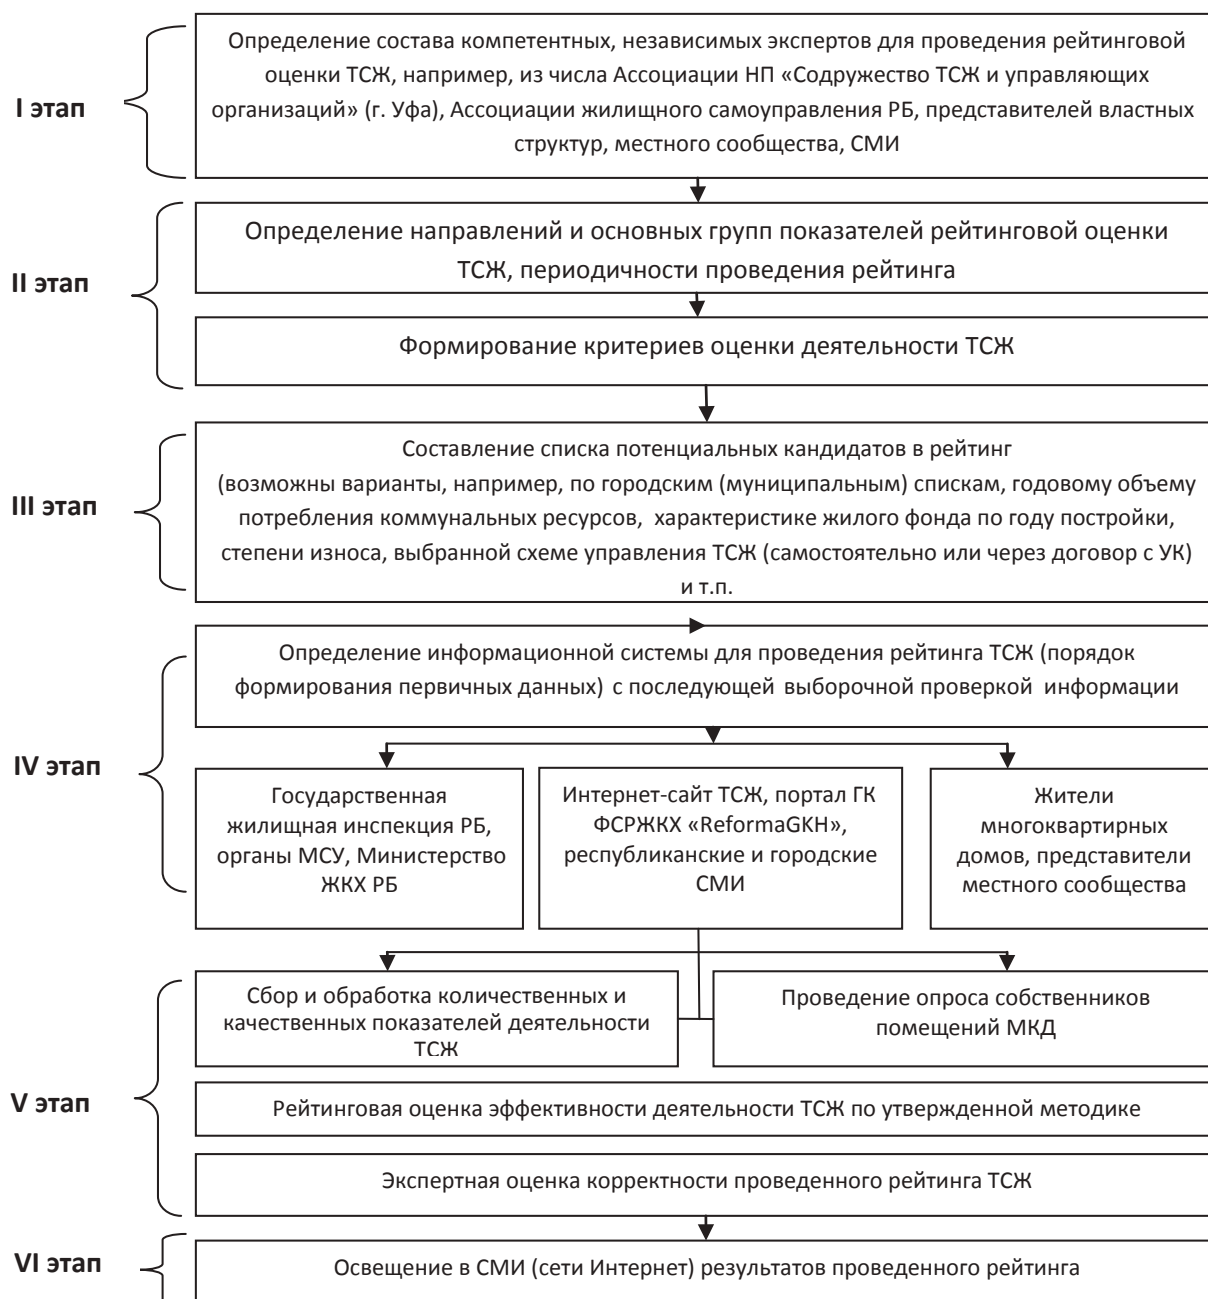 I этап
Определение состава компетентных, независимых экспертов для проведения рейтинговой
оценки ТСЖ, например, из числа Ассоциации НП «Содружество ТСЖ и управляющих
организаций» (г. Уфа), Ассоциации жилищного самоуправления РБ, представителей властных
структур, местного сообщества, СМИ
II этап
Определение направлений и основных групп показателей рейтинговой оценки
ТСЖ, периодичности проведения рейтинга
Формирование критериев оценки деятельности ТСЖ
III этап
Составление списка потенциальных кандидатов в рейтинг
(возможны варианты, например, по городским (муниципальным) спискам, годовому объему
потребления коммунальных ресурсов, характеристике жилого фонда по году постройки,
степени износа, выбранной схеме управления ТСЖ (самостоятельно или через договор с УК)
и т.п.
IV этап
Определение информационной системы для проведения рейтинга ТСЖ (порядок
формирования первичных данных) с последующей выборочной проверкой информации
Государственная
жилищная инспекция РБ,
органы МСУ, Министерство
ЖКХ РБ
Интернет-сайт ТСЖ, портал ГК
ФСРЖКХ «ReformaGKH»,
республиканские и городские
СМИ
Жители
многоквартирных
домов, представители
местного сообщества
V этап
Сбор и обработка количественных и
качественных показателей деятельности
ТСЖ
Проведение опроса собственников
помещений МКД
Рейтинговая оценка эффективности деятельности ТСЖ по утвержденной методике
Экспертная оценка корректности проведенного рейтинга ТСЖ
VI этап
Освещение в СМИ (сети Интернет) результатов проведенного рейтинга